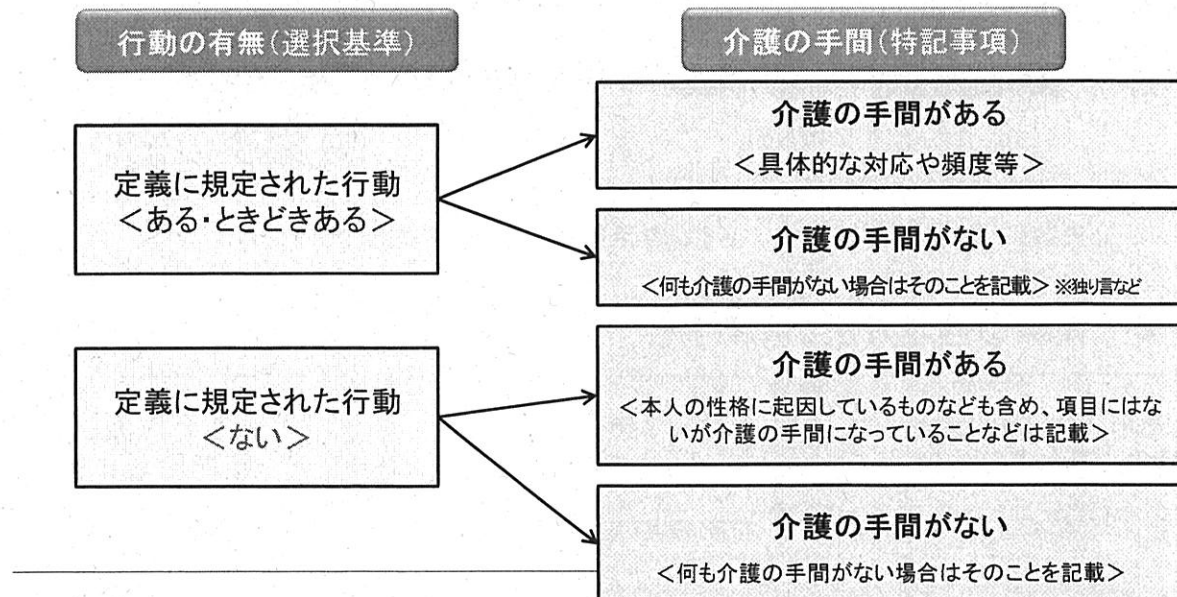 行動の有無(選択基準)
介護の手間(特記事項)
定義に規定された行動
＜ある・ときどきある＞
介護の手間がある
＜具体的な対応や頻度等＞
介護の手間がない
＜何も介護の手間がない場合はそのことを記載＞ ※独り言など
定義に規定された行動
＜ない＞
介護の手間がある
＜本人の性格に起因しているものなども含め、項目にはな
いが介護の手間になっていることなどは記載＞
介護の手間がない
＜何も介護の手間がない場合はそのことを記載＞